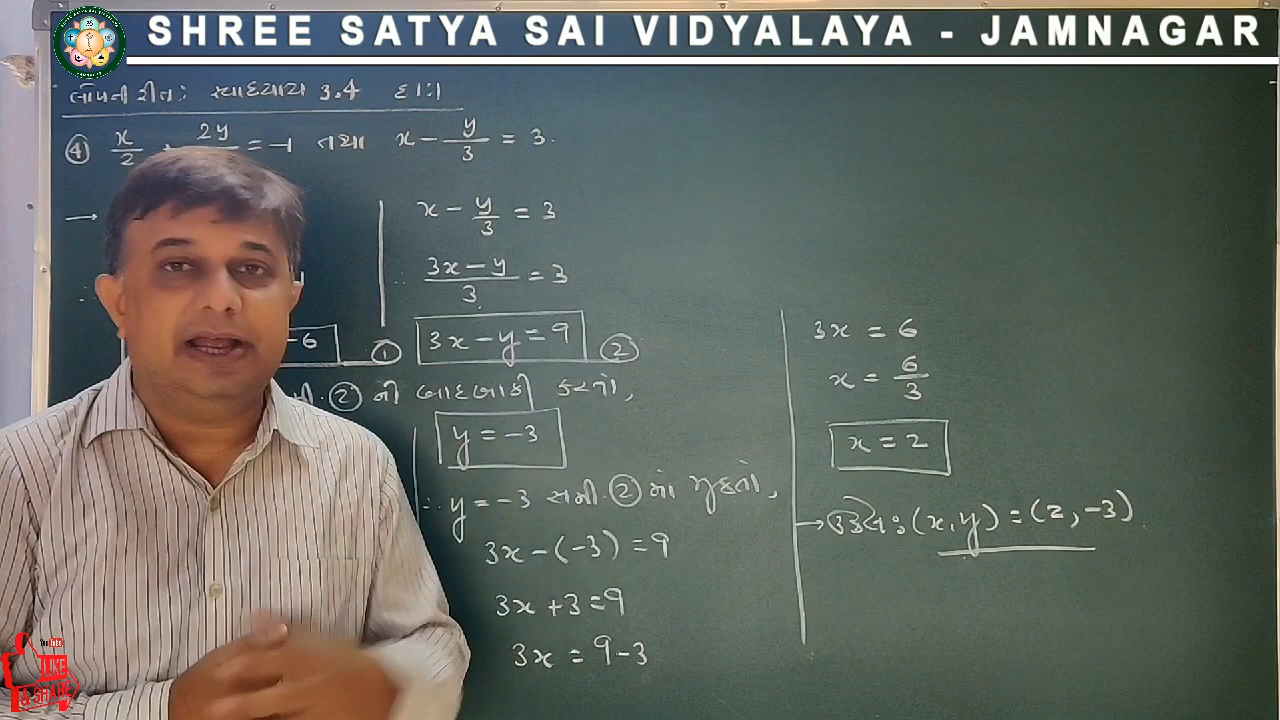 SHREE SATYA SAI VIDYALAYA - JAMNAGAR
લોપની રીત: સ્વાધ્યાય 3.4 દા:1
④ x/2 + 2y = -1 તથા x - y/3 = 3.
→
x - y/3 = 3
∴ (3x - y)/3 = 3
-6 ①
3x - y = 9 ②
② ની બાદબાકી કરતાં,
y = -3
∴ y = -3 સમી. ② માં મૂકતાં,
3x - (-3) = 9
3x + 3 = 9
3x = 9 - 3
3x = 6
x = 6/3
x = 2
→ ઉકેલ : (x, y) = (2, -3)
YouTube
LIKE
& SHARE